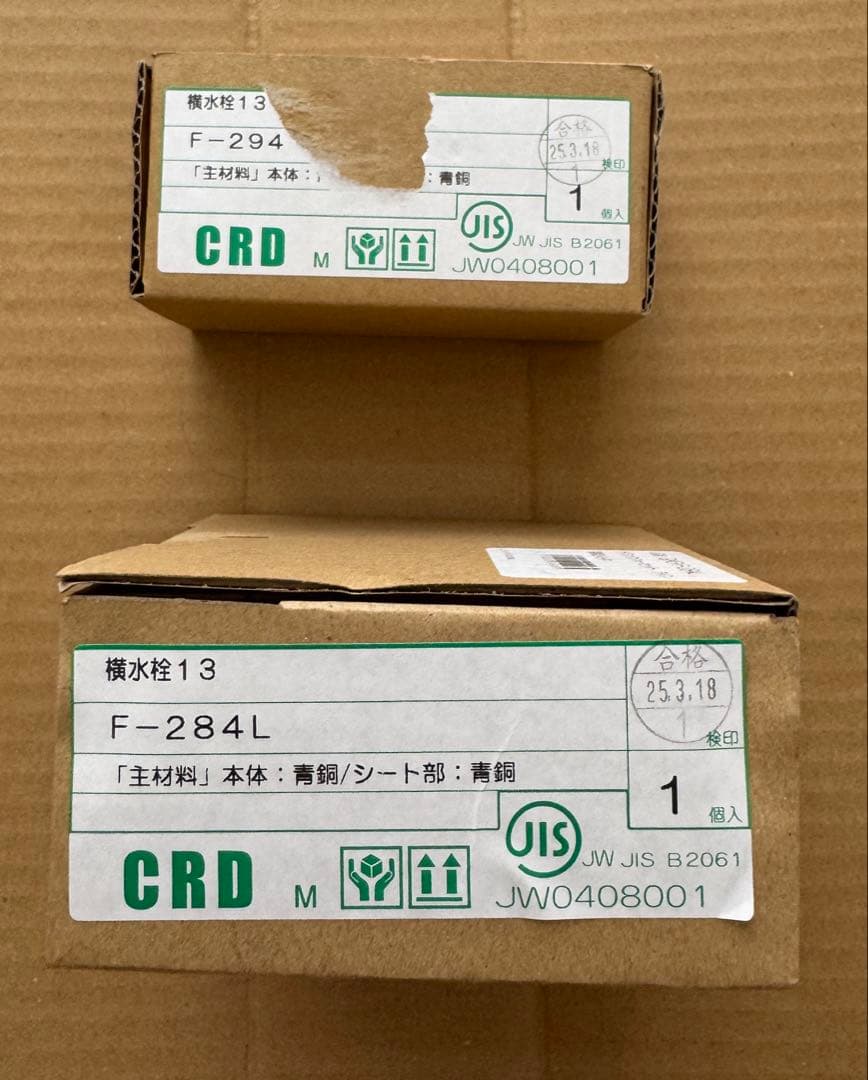 横水栓13
F-294
「主材料」本体：
：青銅
合格
25.3.18
1
検印
1
個入
CRD M
JIS
JW JIS B2061
JW0408001
横水栓13
F-284L
「主材料」本体：青銅/シート部：青銅
合格
25.3.18
1
検印
1
個入
CRD M
JIS
JW JIS B2061
JW0408001